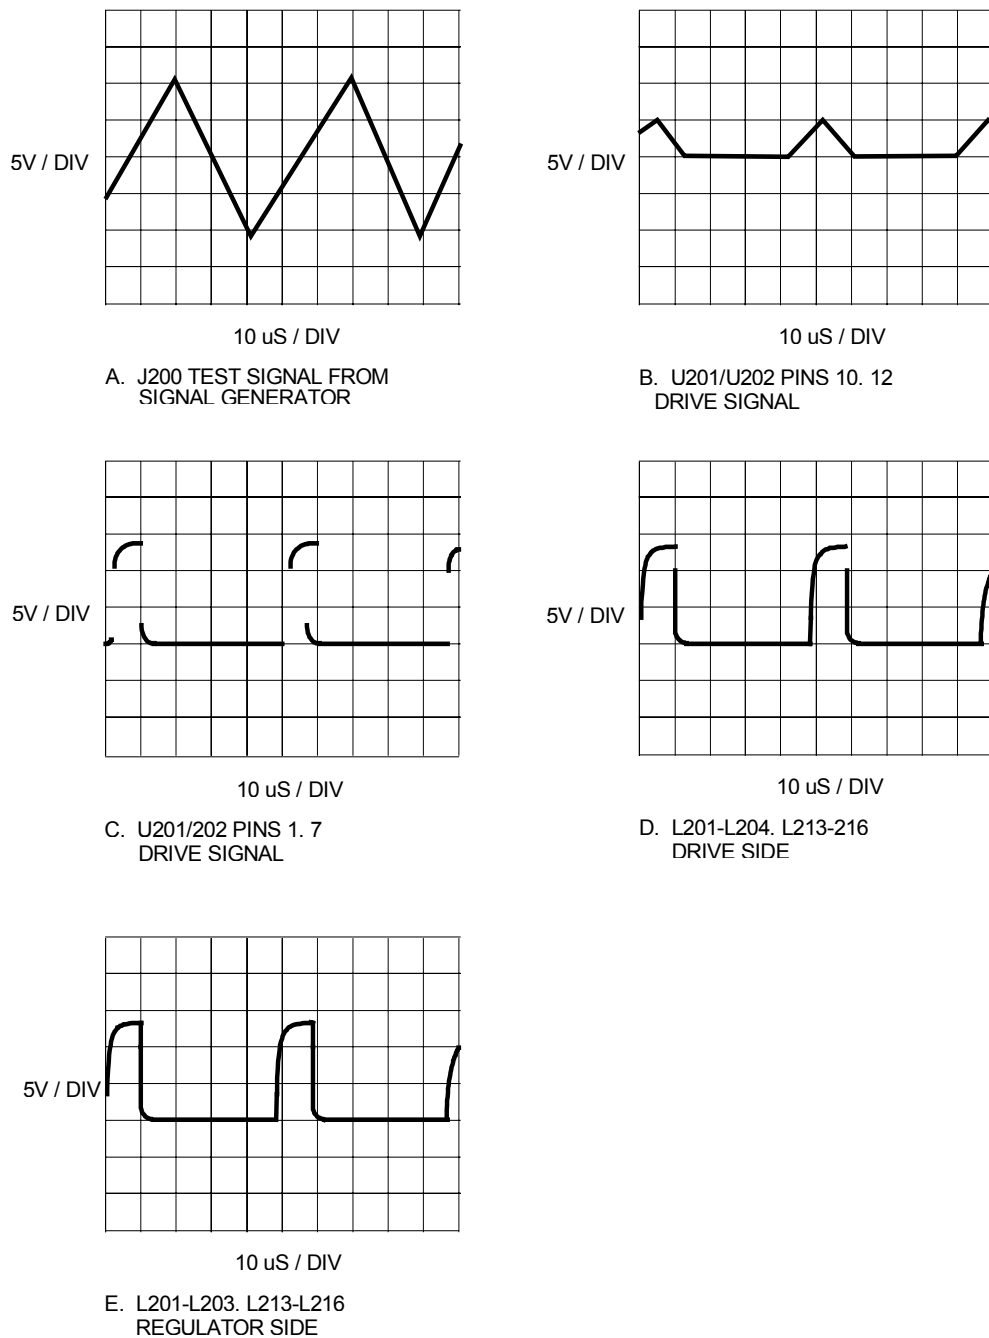 5V / DIV
10 uS / DIV
A. J200 TEST SIGNAL FROM
SIGNAL GENERATOR
5V / DIV
10 uS / DIV
B. U201/U202 PINS 10. 12
DRIVE SIGNAL
5V / DIV
10 uS / DIV
C. U201/202 PINS 1. 7
DRIVE SIGNAL
5V / DIV
10 uS / DIV
D. L201-L204. L213-216
DRIVE SIDE
5V / DIV
10 uS / DIV
E. L201-L203. L213-L216
REGULATOR SIDE